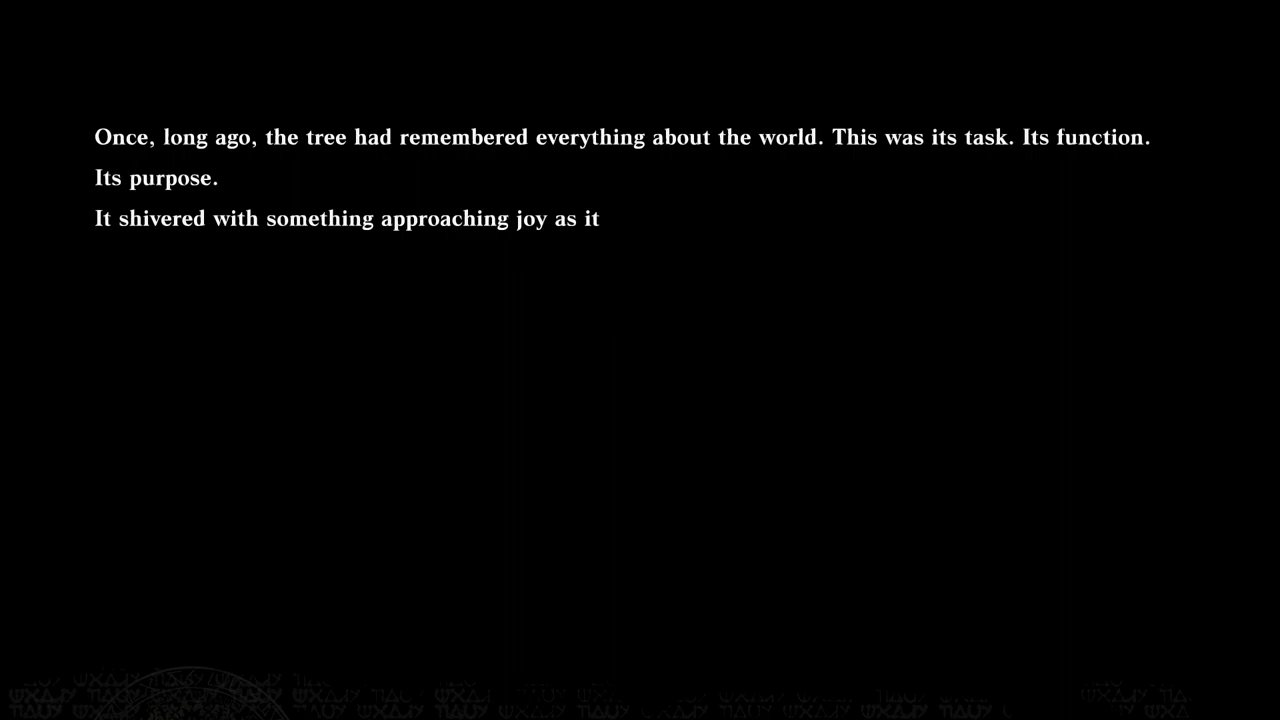 Once, long ago, the tree had remembered everything about the world. This was its task. Its function.
Its purpose.
It shivered with something approaching joy as it